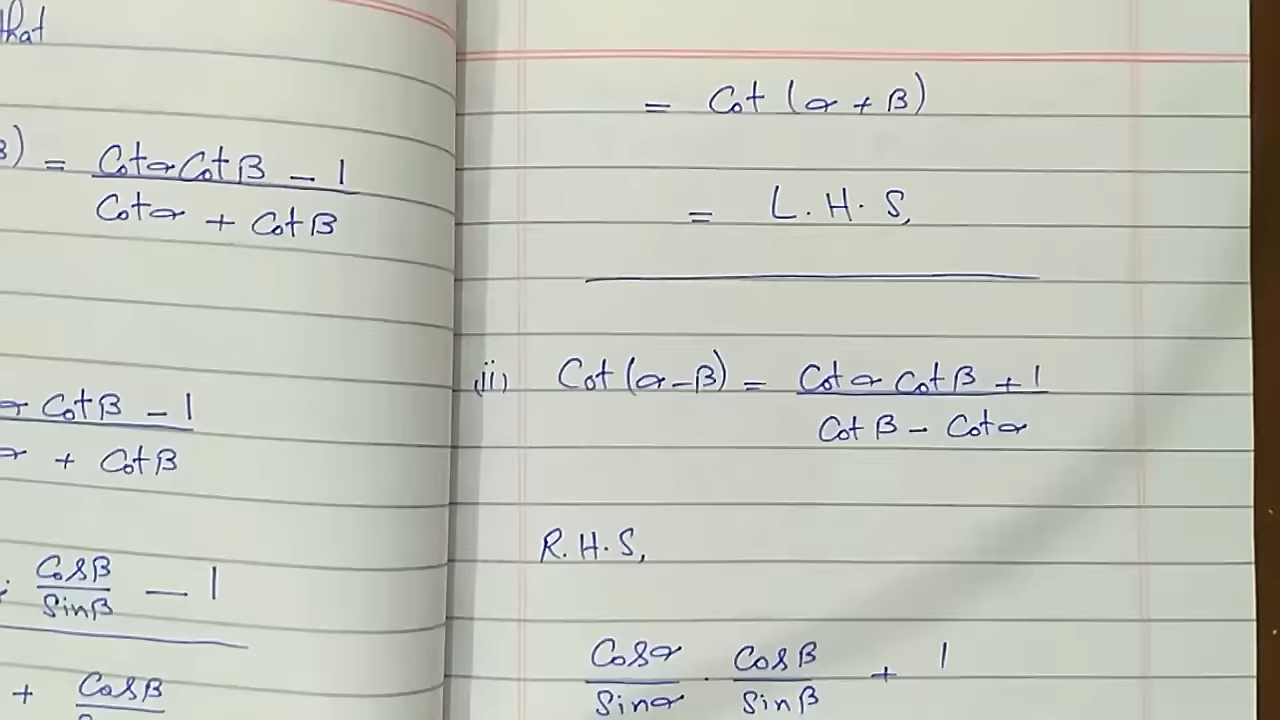 that
β) = Cotα Cotβ - 1
Cotα + Cotβ
α Cotβ - 1
α + Cotβ
. Cosβ - 1
Sinβ
+ Cosβ
= Cot (α + β)
= L.H.S,
(ii) Cot (α - β) = Cotα Cotβ + 1
Cotβ - Cotα
R.H.S,
Cosα . Cosβ + 1
Sinα Sinβ